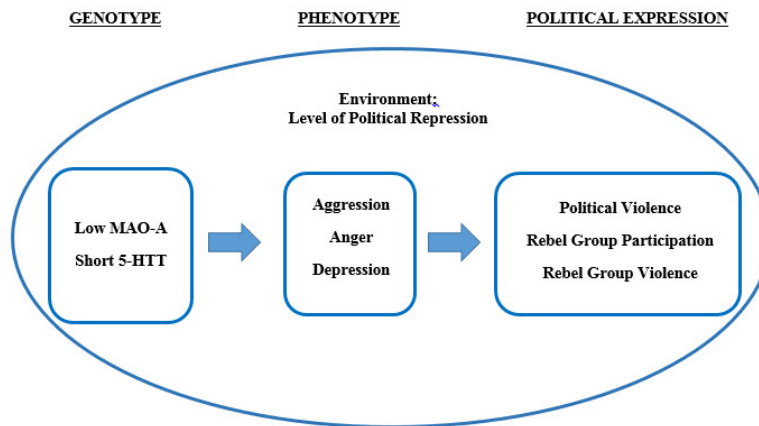 GENOTYPE
PHENOTYPE
POLITICAL EXPRESSION
Environment:
Level of Political Repression
Low MAO-A
Short 5-HTT
Aggression
Anger
Depression
Political Violence
Rebel Group Participation
Rebel Group Violence